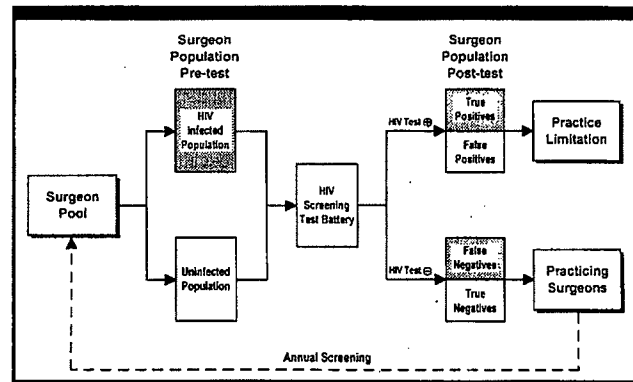 Surgeon
Population
Pre-test
Surgeon
Population
Post-test
HIV
Infected
Population
HIV Test ⊕
True
Positives
False
Positives
Practice
Limitation
Surgeon
Pool
HIV
Screening
Test Battery
Uninfected
Population
HIV Test ⊖
False
Negatives
True
Negatives
Practicing
Surgeons
Annual Screening